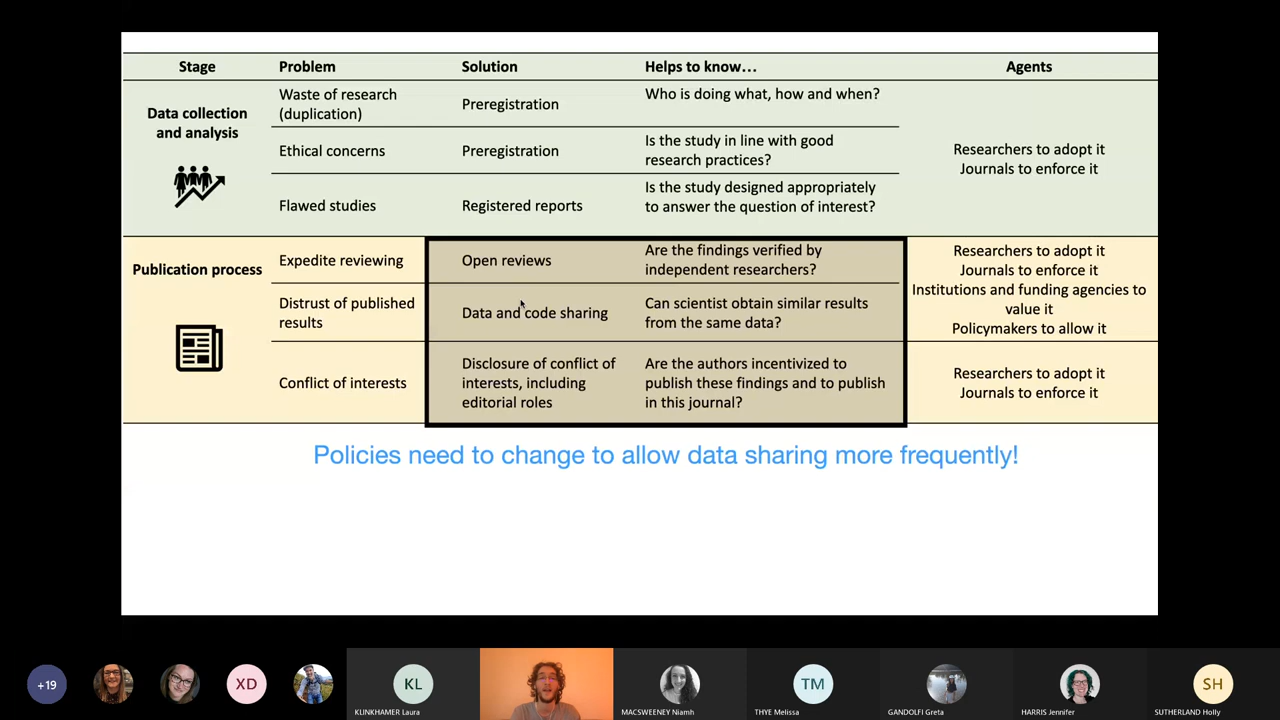 Stage Problem Solution Helps to know… Agents
Data collection
and analysis
Waste of research
(duplication)
Preregistration
Who is doing what, how and when?
Ethical concerns
Preregistration
Is the study in line with good
research practices?
Flawed studies
Registered reports
Is the study designed appropriately
to answer the question of interest?
Researchers to adopt it
Journals to enforce it
Publication process
Expedite reviewing
Open reviews
Are the findings verified by
independent researchers?
Distrust of published
results
Data and code sharing
Can scientist obtain similar results
from the same data?
Researchers to adopt it
Journals to enforce it
Institutions and funding agencies to
value it
Policymakers to allow it
Conflict of interests
Disclosure of conflict of
interests, including
editorial roles
Are the authors incentivized to
publish these findings and to publish
in this journal?
Researchers to adopt it
Journals to enforce it
Policies need to change to allow data sharing more frequently!
+19
XD
KL
KLINKHAMER Laura
MACSWEENEY Niamh
TM
THYE Melissa
GANDOLFI Greta
HARRIS Jennifer
SH
SUTHERLAND Holly